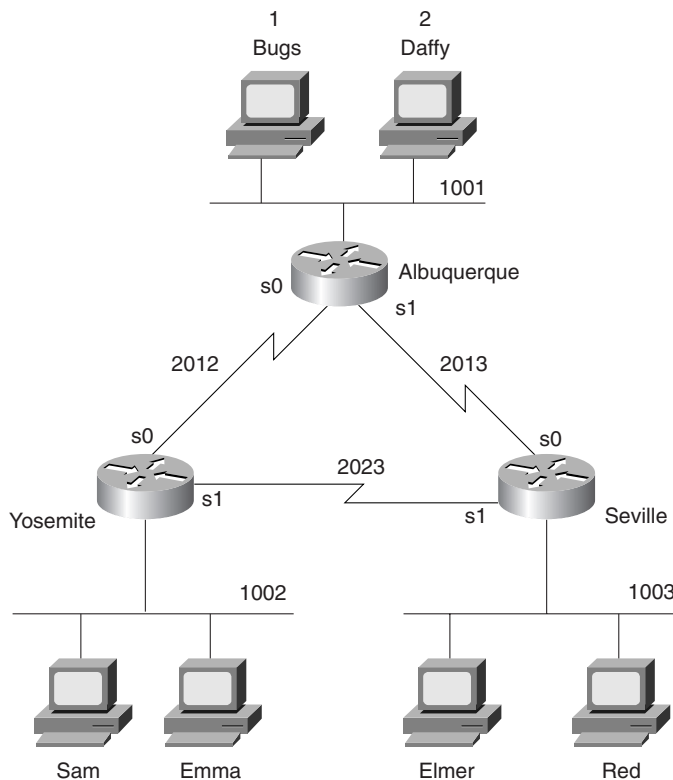 1 2
Bugs Daffy
1001
Albuquerque
s0
s1
2012 2013
s0 s0
2023
s1
s1
Yosemite Seville
1002 1003
Sam Emma Elmer Red